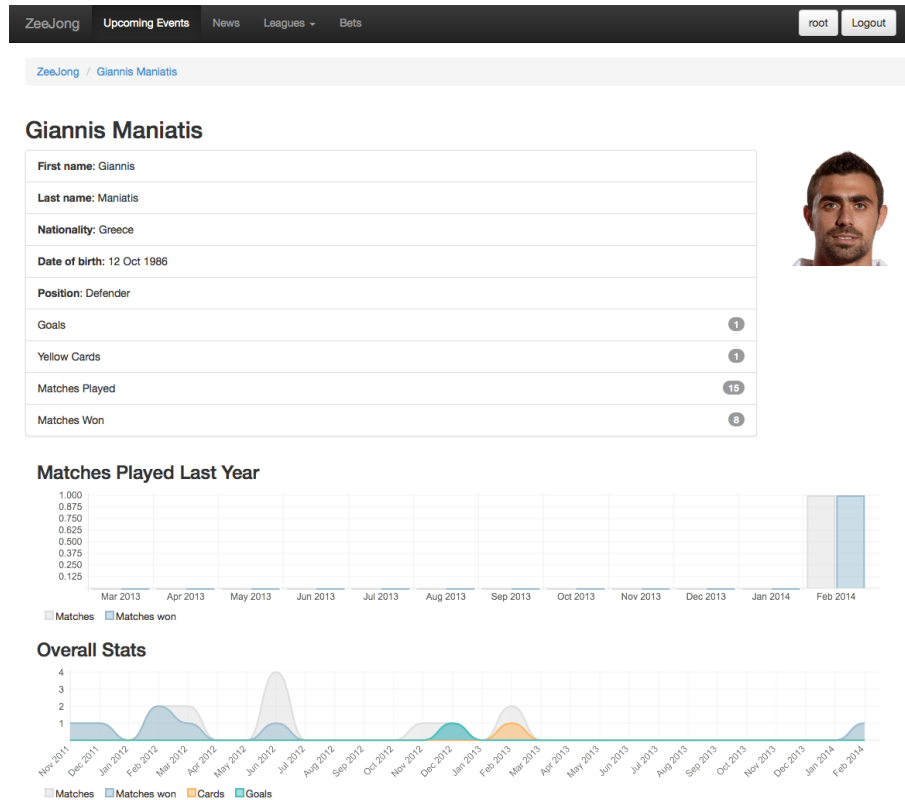 ZeeJong Upcoming Events News Leagues Bets root Logout
ZeeJong / Giannis Maniatis
Giannis Maniatis
First name: Giannis
Last name: Maniatis
Nationality: Greece
Date of birth: 12 Oct 1986
Position: Defender
Goals 1
Yellow Cards 1
Matches Played 15
Matches Won 8
Matches Played Last Year
1.000
0.875
0.750
0.625
0.500
0.375
0.250
0.125
Mar 2013 Apr 2013 May 2013 Jun 2013 Jul 2013 Aug 2013 Sep 2013 Oct 2013 Nov 2013 Dec 2013 Jan 2014 Feb 2014
Matches Matches won
Overall Stats
4
3
2
1
Nov 2011 Dec 2011 Jan 2012 Feb 2012 Mar 2012 Apr 2012 May 2012 Jun 2012 Jul 2012 Aug 2012 Sep 2012 Oct 2012 Nov 2012 Dec 2012 Jan 2013 Feb 2013 Mar 2013 Apr 2013 May 2013 Jun 2013 Jul 2013 Aug 2013 Sep 2013 Oct 2013 Nov 2013 Dec 2013 Jan 2014 Feb 2014
Matches Matches won Cards Goals